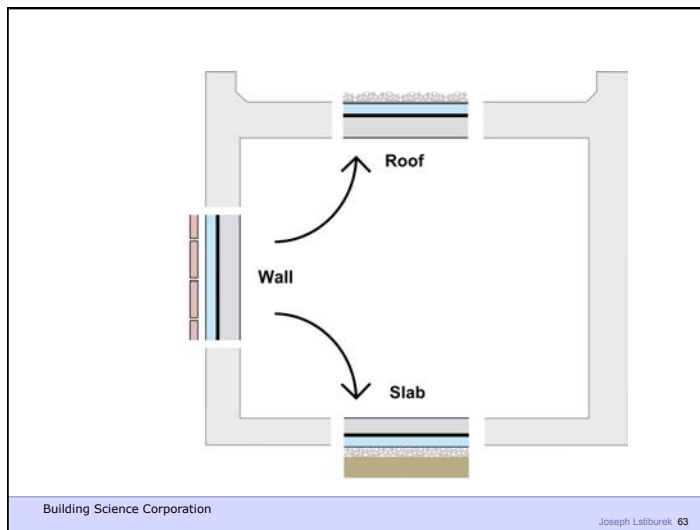 Roof
Wall
Slab
Building Science Corporation
Joseph Lstiburek 63